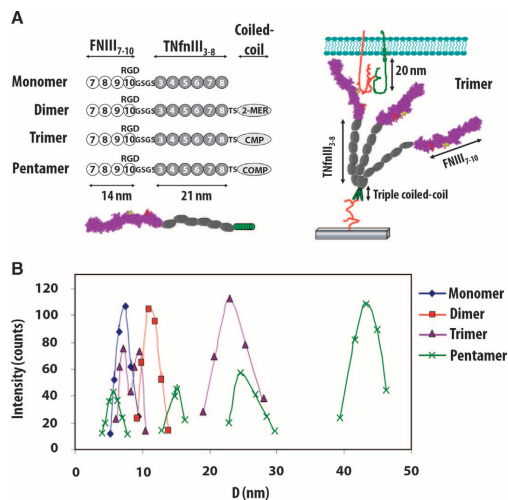 A
FNIII7-10 TNfnIII3-8 Coiled-coil
RGD
Monomer 7 8 9 10 GSGS 3 4 5 6 7 8
RGD
Dimer 7 8 9 10 GSGS 3 4 5 6 7 8 TS 2-MER
RGD
Trimer 7 8 9 10 GSGS 3 4 5 6 7 8 TS CMP
RGD
Pentamer 7 8 9 10 GSGS 3 4 5 6 7 8 TS COMP
14 nm 21 nm
20 nm
Trimer
TNfnIII3-8
FNIII7-10
Triple coiled-coil
B
Intensity (counts)
120
100
80
60
40
20
0
0 10 20 30 40 50
D (nm)
Monomer
Dimer
Trimer
Pentamer